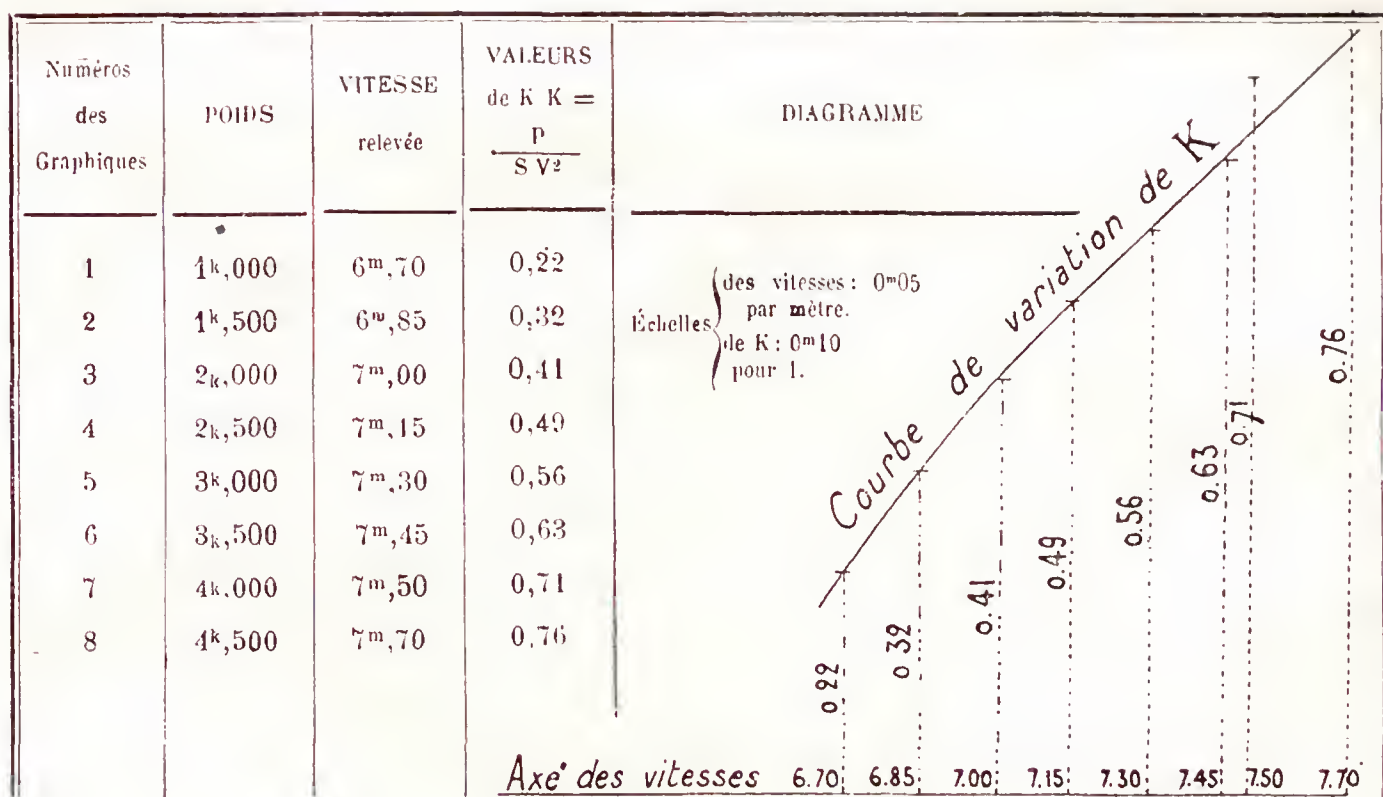 Numéros
des
Graphiques
POIDS
VITESSE
relevée
VALEURS
de K K =
P
S V²
DIAGRAMME
1 1k,000 6m,70 0,22
2 1k,500 6m,85 0,32
3 2k,000 7m,00 0,41
4 2k,500 7m,15 0,49
5 3k,000 7m,30 0,56
6 3k,500 7m,45 0,63
7 4k,000 7m,50 0,71
8 4k,500 7m,70 0,76
Échelles
des vitesses : 0m05
par mètre.
de K : 0m10
pour 1.
Courbe de variation de K
0.22
0.32
0.41
0.49
0.56
0.63
0.71
0.76
Axe des vitesses 6.70 6.85 7.00 7.15 7.30 7.45 7.50 7.70